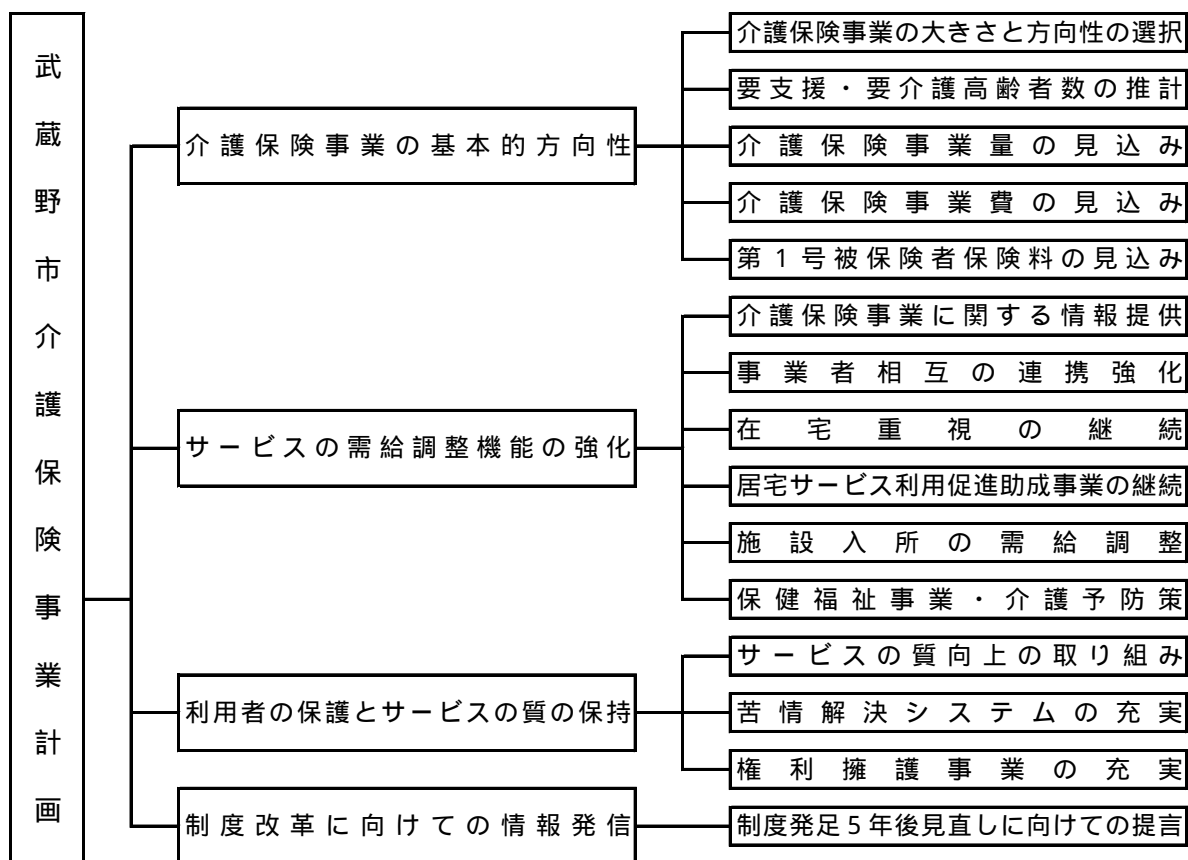 武蔵野市介護保険事業計画
介護保険事業の基本的方向性
介護保険事業の大きさと方向性の選択
要支援・要介護高齢者数の推計
介護保険事業量の見込み
介護保険事業費の見込み
第1号被保険者保険料の見込み
サービスの需給調整機能の強化
介護保険事業に関する情報提供
事業者相互の連携強化
在宅重視の継続
居宅サービス利用促進助成事業の継続
施設入所の需給調整
保健福祉事業・介護予防策
利用者の保護とサービスの質の保持
サービスの質向上の取り組み
苦情解決システムの充実
権利擁護事業の充実
制度改革に向けての情報発信
制度発足5年後見直しに向けての提言